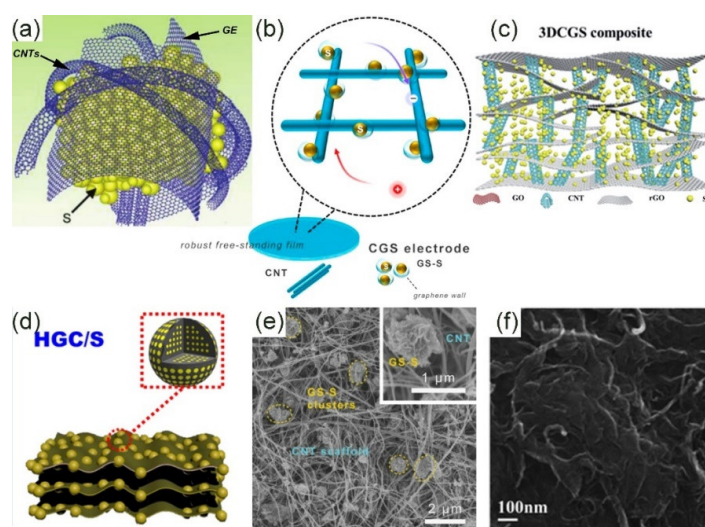 (a)
GE
CNTs
S
(b)
S
S
−
+
robust free-standing film
CNT
CGS electrode
GS-S
graphene wall
(c)
3DCGS composite
GO
CNT
rGO
S
(d)
HGC/S
(e)
CNT
GS-S
1 μm
GS-S
clusters
CNT scaffold
2 μm
(f)
100nm